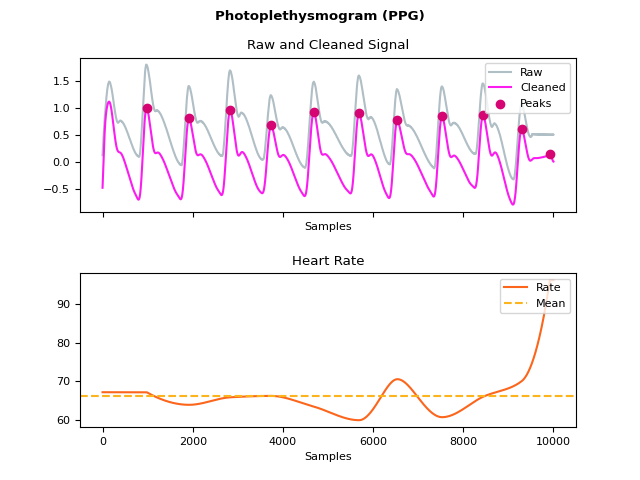 Photoplethysmogram (PPG)
Raw and Cleaned Signal
Raw
Cleaned
Peaks
1.5
1.0
0.5
0.0
−0.5
Samples
Heart Rate
Rate
Mean
90
80
70
60
0 2000 4000 6000 8000 10000
Samples